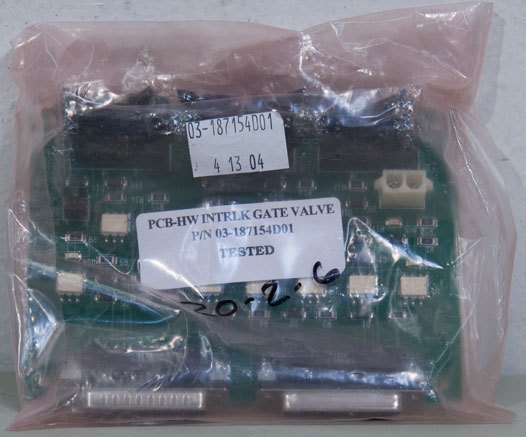 03-187154D01
4 13 04
PCB-HW INTRLK GATE VALVE
P/N 03-187154D01
TESTED
20-2-6